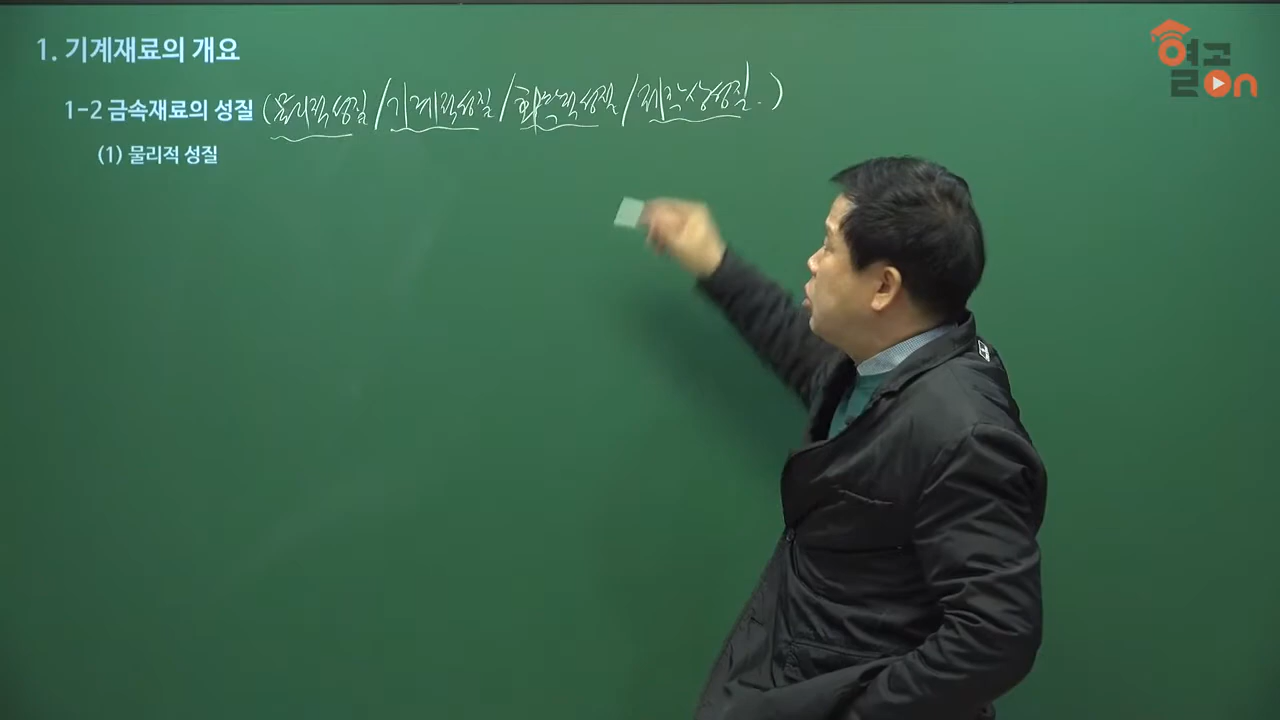 열고
On
1. 기계재료의 개요
1-2 금속재료의 성질 (물리적성질/기계적성질/화학적성질/제작상성질.)
(1) 물리적 성질